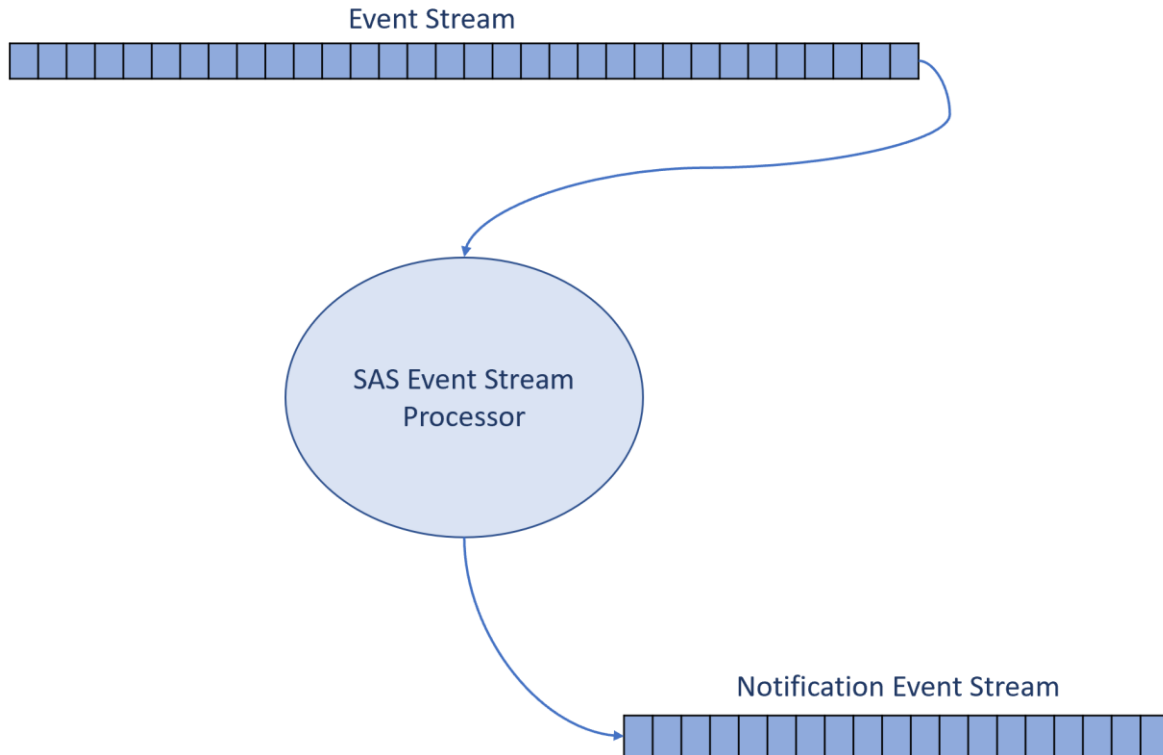 Event Stream
SAS Event Stream
Processor
Notification Event Stream